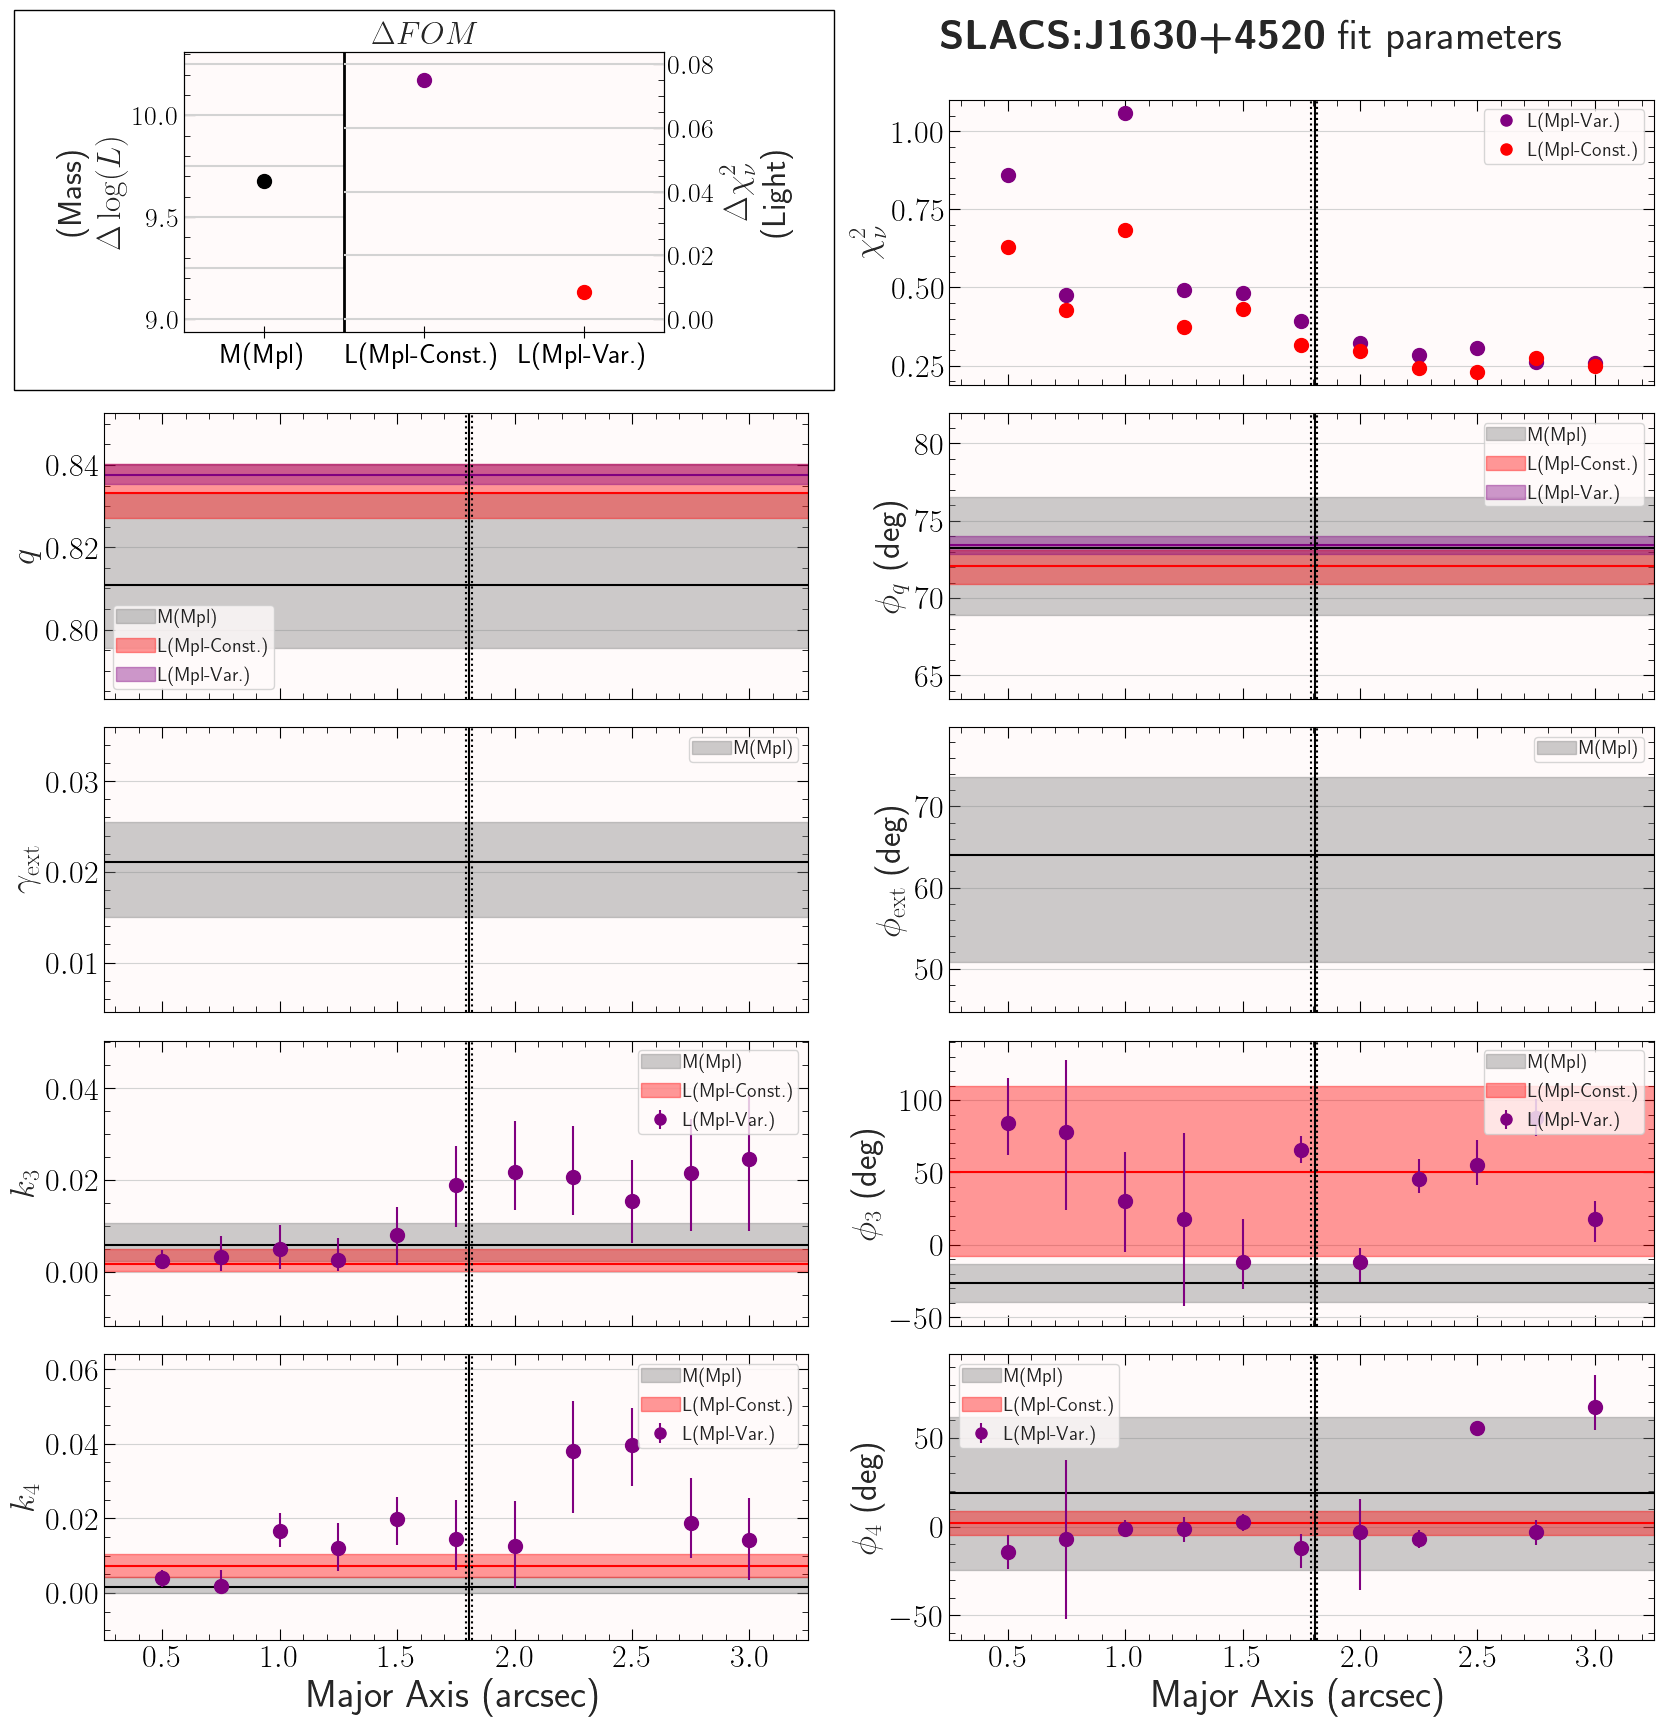 ΔFOM
SLACS:J1630+4520 fit parameters
(Mass)
Δ log(L)
10.0
9.5
9.0
0.08
0.06
0.04
0.02
0.00
Δχ²ν
(Light)
M(Mpl)
L(Mpl-Const.)
L(Mpl-Var.)
χ²ν
1.00
0.75
0.50
0.25
L(Mpl-Var.)
L(Mpl-Const.)
q
0.84
0.82
0.80
M(Mpl)
L(Mpl-Const.)
L(Mpl-Var.)
ϕq (deg)
80
75
70
65
M(Mpl)
L(Mpl-Const.)
L(Mpl-Var.)
γext
0.03
0.02
0.01
M(Mpl)
ϕext (deg)
70
60
50
M(Mpl)
k3
0.04
0.02
0.00
M(Mpl)
L(Mpl-Const.)
L(Mpl-Var.)
ϕ3 (deg)
100
50
0
−50
M(Mpl)
L(Mpl-Const.)
L(Mpl-Var.)
k4
0.06
0.04
0.02
0.00
M(Mpl)
L(Mpl-Const.)
L(Mpl-Var.)
0.5 1.0 1.5 2.0 2.5 3.0
Major Axis (arcsec)
ϕ4 (deg)
50
0
−50
M(Mpl)
L(Mpl-Const.)
L(Mpl-Var.)
0.5 1.0 1.5 2.0 2.5 3.0
Major Axis (arcsec)